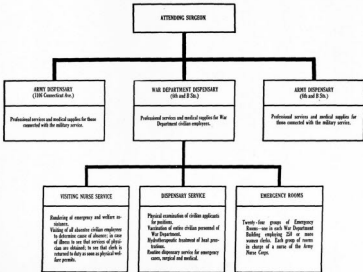 ATTENDING SURGEON
ARMY DISPENSARY
(1106 Connecticut Ave.)
Professional services and medical supplies for those
connected with the military service.
WAR DEPARTMENT DISPENSARY
(6th and B Sts.)
Professional services and medical supplies for War
Department civilian employees.
ARMY DISPENSARY
(6th and B Sts.)
Professional services and medical supplies for
those connected with the military service.
VISITING NURSE SERVICE
Rendering of emergency and welfare as-
sistance.
Visiting of all absentee civilian employees
to determine cause of absence; in case
of illness to see that services of physi-
cian are obtained; to see that clerk is
returned to duty as soon as physical wel-
fare permits.
DISPENSARY SERVICE
Physical examination of civilian applicants
for positions.
Vaccination of entire civilian personnel of
War Department.
Hydrotherapeutic treatment of heat pros-
trations.
Routine dispensary service for emergency
cases, surgical and medical.
EMERGENCY ROOMS
Twenty-four groups of Emergency
Rooms—one in each War Department
Building employing 250 or more
women clerks. Each group of rooms
in charge of a nurse of the Army
Nurse Corps.